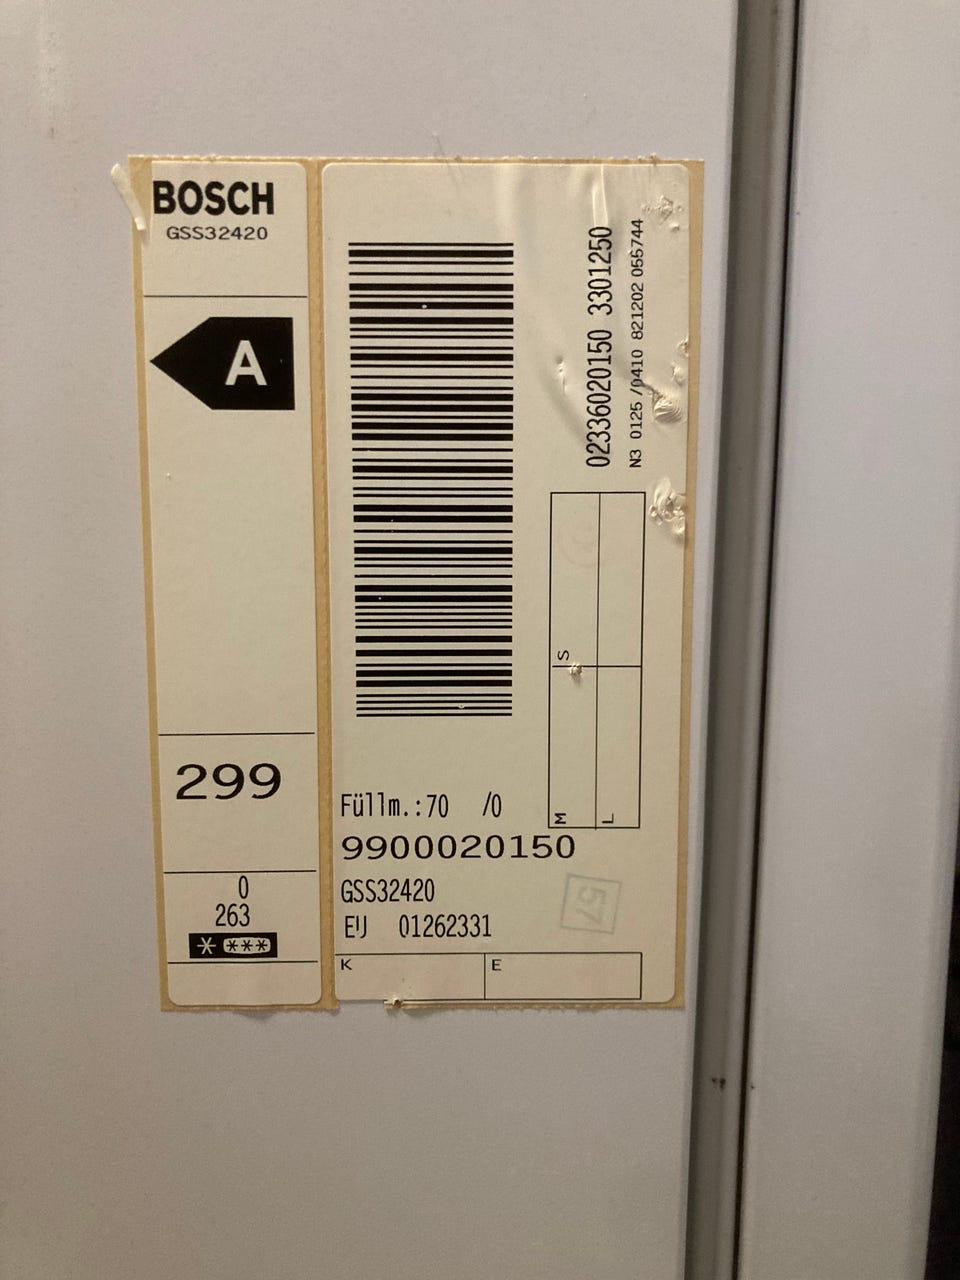 BOSCH
GSS32420
A
299
0
263
* ***
02336020150 3301250
N3 0125 /0410 821202 055744
S
M
L
Füllm.:70 /0
9900020150
GSS32420
EU 01262331
57
K
E